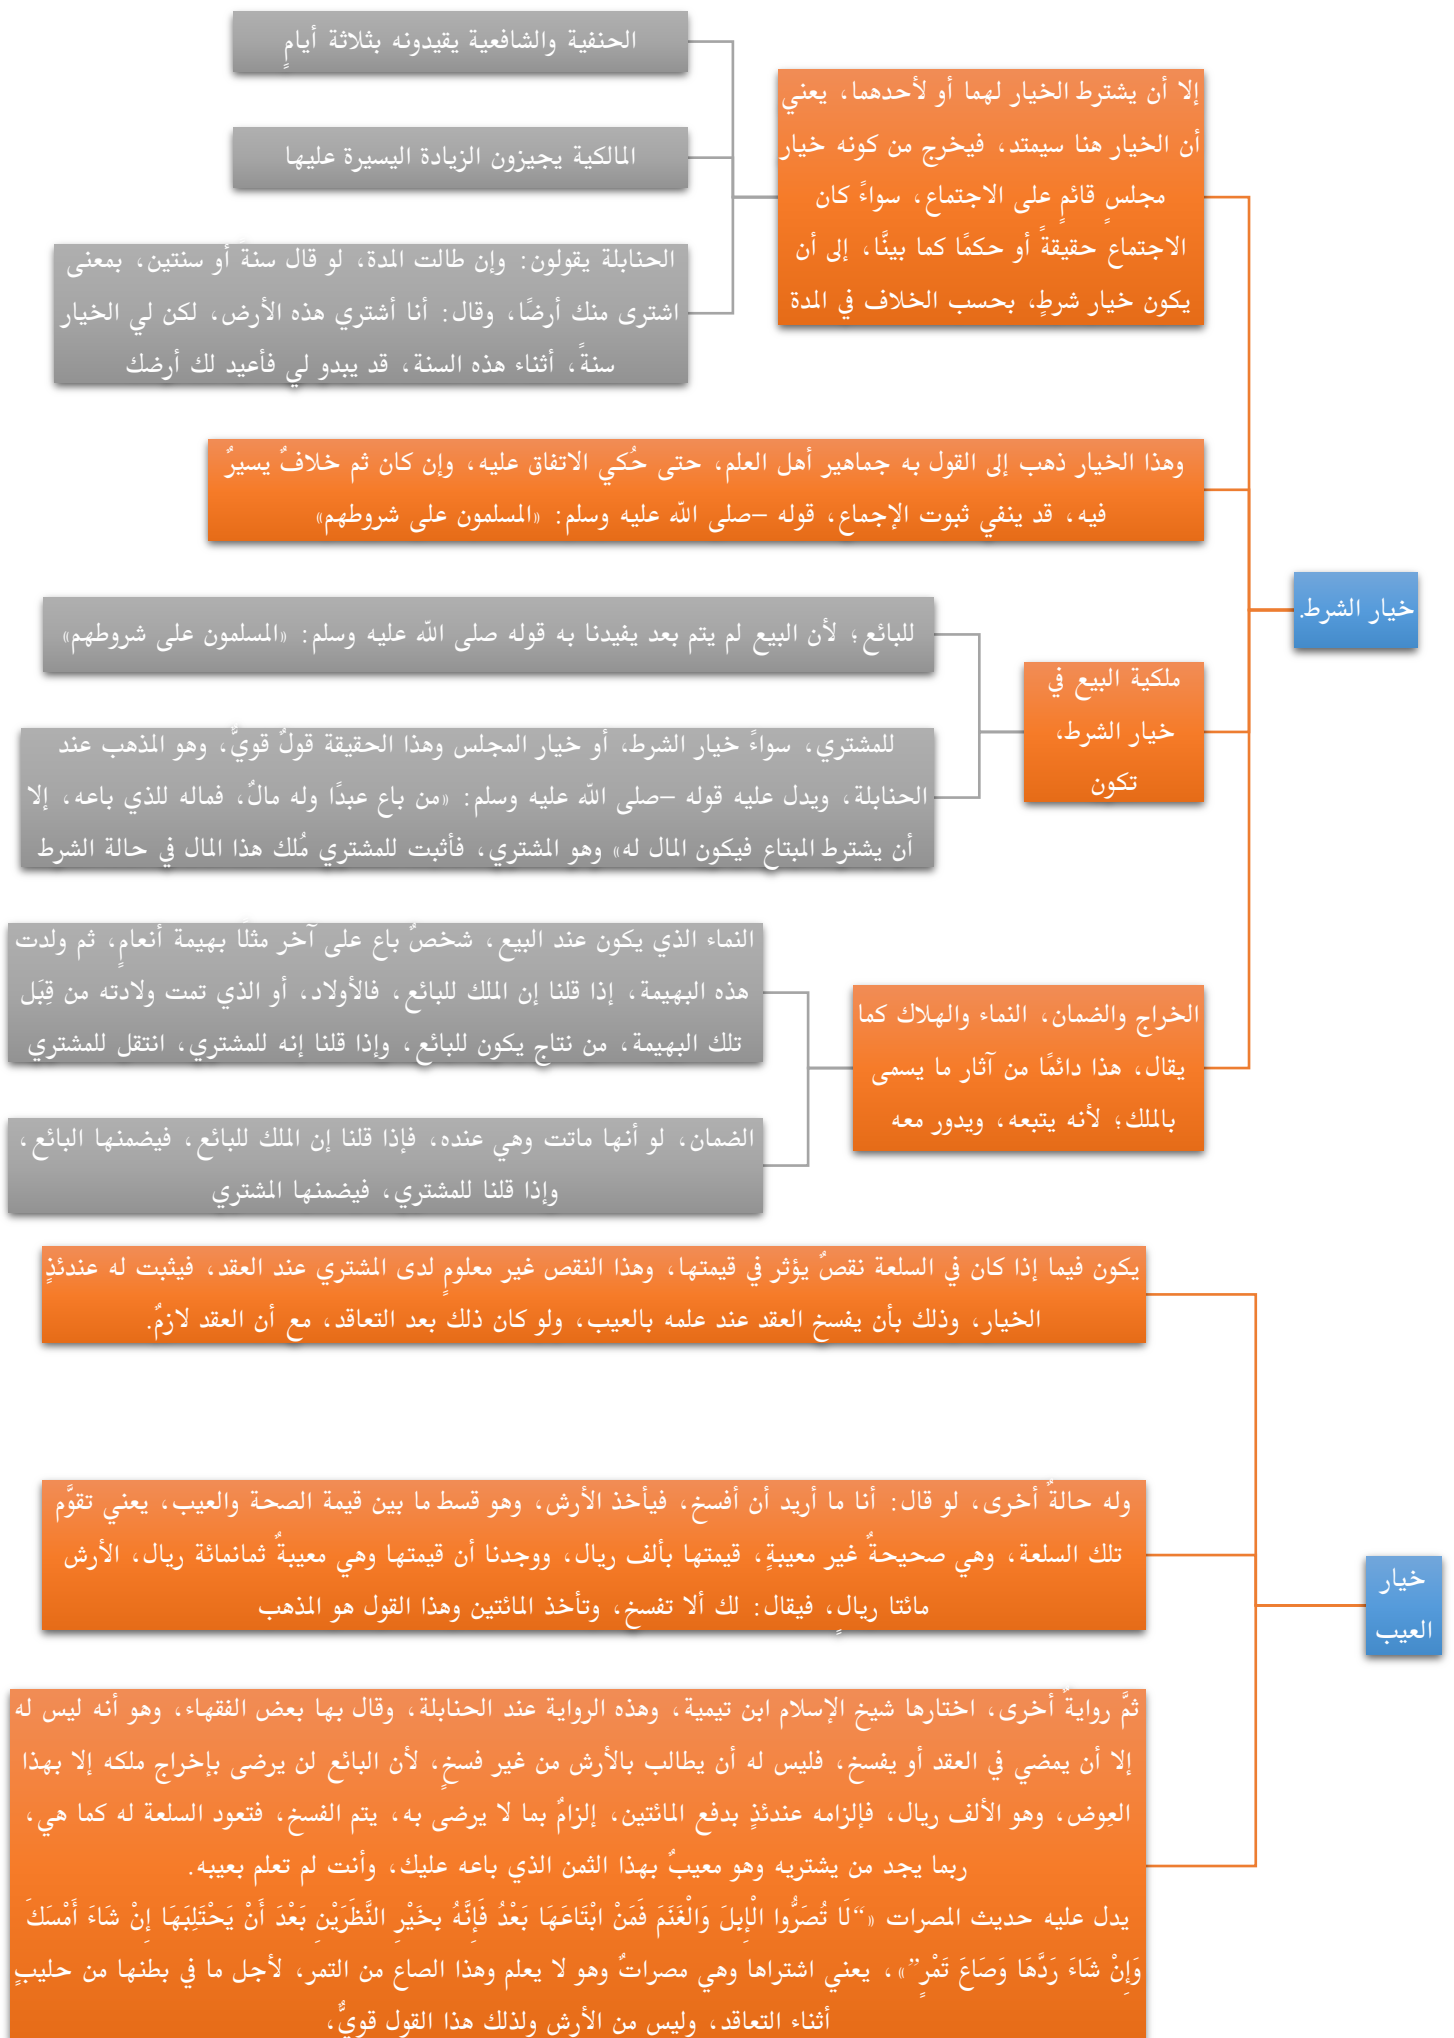 خيار الشرط.
إلا أن يشترط الخيار لهما أو لأحدهما، يعني
أن الخيار هنا سيمتد، فيخرج من كونه خيار
مجلسٍ قائمٍ على الاجتماع، سواءً كان
الاجتماع حقيقةً أو حكمًا كما بينَّا، إلى أن
يكون خيار شرطٍ، بحسب الخلاف في المدة
الحنفية والشافعية يقيدونه بثلاثة أيامٍ
المالكية يجيزون الزيادة اليسيرة عليها
الحنابلة يقولون: وإن طالت المدة، لو قال سنةً أو سنتين، بمعنى
اشترى منك أرضًا، وقال: أنا أشتري هذه الأرض، لكن لي الخيار
سنةً، أثناء هذه السنة، قد يبدو لي فأعيد لك أرضك
وهذا الخيار ذهب إلى القول به جماهير أهل العلم، حتى حُكي الاتفاق عليه، وإن كان ثم خلافٌ يسيرٌ
فيه، قد ينفي ثبوت الإجماع، قوله –صلى الله عليه وسلم: «المسلمون على شروطهم»
ملكية البيع في
خيار الشرط،
تكون
للبائع؛ لأن البيع لم يتم بعد يفيدنا به قوله صلى الله عليه وسلم: «المسلمون على شروطهم»
للمشتري، سواءً خيار الشرط، أو خيار المجلس وهذا الحقيقة قولٌ قويٌّ، وهو المذهب عند
الحنابلة، ويدل عليه قوله –صلى الله عليه وسلم: «من باع عبدًا وله مالٌ، فماله للذي باعه، إلا
أن يشترط المبتاع فيكون المال له» وهو المشتري، فأثبت للمشتري مُلك هذا المال في حالة الشرط
الخراج والضمان، النماء والهلاك كما
يقال، هذا دائمًا من آثار ما يسمى
بالملك؛ لأنه يتبعه، ويدور معه
النماء الذي يكون عند البيع، شخصٌ باع على آخر مثلًا بهيمة أنعامٍ، ثم ولدت
هذه البهيمة، إذا قلنا إن الملك للبائع، فالأولاد، أو الذي تمت ولادته من قِبَل
تلك البهيمة، من نتاج يكون للبائع، وإذا قلنا إنه للمشتري، انتقل للمشتري
الضمان، لو أنها ماتت وهي عنده، فإذا قلنا إن الملك للبائع، فيضمنها البائع،
وإذا قلنا للمشتري، فيضمنها المشتري
خيار
العيب
يكون فيما إذا كان في السلعة نقصٌ يؤثر في قيمتها، وهذا النقص غير معلومٍ لدى المشتري عند العقد، فيثبت له عندئذٍ
الخيار، وذلك بأن يفسخ العقد عند علمه بالعيب، ولو كان ذلك بعد التعاقد، مع أن العقد لازمٌ.
وله حالةٌ أخرى، لو قال: أنا ما أريد أن أفسخ، فيأخذ الأرش، وهو قسط ما بين قيمة الصحة والعيب، يعني تقوَّم
تلك السلعة، وهي صحيحةٌ غير معيبةٍ، قيمتها بألف ريال، ووجدنا أن قيمتها وهي معيبةٌ ثمانمائة ريال، الأرش
مائتا ريالٍ، فيقال: لك ألا تفسخ، وتأخذ المائتين وهذا القول هو المذهب
ثمَّ روايةٌ أخرى، اختارها شيخ الإسلام ابن تيمية، وهذه الرواية عند الحنابلة، وقال بها بعض الفقهاء، وهو أنه ليس له
إلا أن يمضي في العقد أو يفسخ، فليس له أن يطالب بالأرش من غير فسخٍ، لأن البائع لن يرضى بإخراج ملكه إلا بهذا
العِوض، وهو الألف ريال، فإلزامه عندئذٍ بدفع المائتين، إلزامٌ بما لا يرضى به، يتم الفسخ، فتعود السلعة له كما هي،
ربما يجد من يشتريه وهو معيبٌ بهذا الثمن الذي باعه عليك، وأنت لم تعلم بعيبه.
يدل عليه حديث المصرات «“لَا تُصَرُّوا الْإِبِلَ وَالْغَنَمَ فَمَنْ ابْتَاعَهَا بَعْدُ فَإِنَّهُ بِخَيْرِ النَّظَرَيْنِ بَعْدَ أَنْ يَحْتَلِبَهَا إِنْ شَاءَ أَمْسَكَ
وَإِنْ شَاءَ رَدَّهَا وَصَاعَ تَمْرٍ”»، يعني اشتراها وهي مصراتٌ وهو لا يعلم وهذا الصاع من التمر، لأجل ما في بطنها من حليبٍ
أثناء التعاقد، وليس من الأرش ولذلك هذا القول قويٌّ،